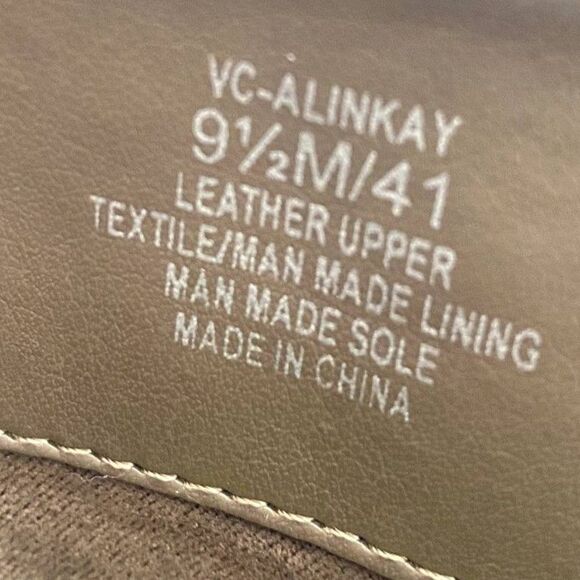 VC-ALINKAY
9½M/41
LEATHER UPPER
TEXTILE/MAN MADE LINING
MAN MADE SOLE
MADE IN CHINA